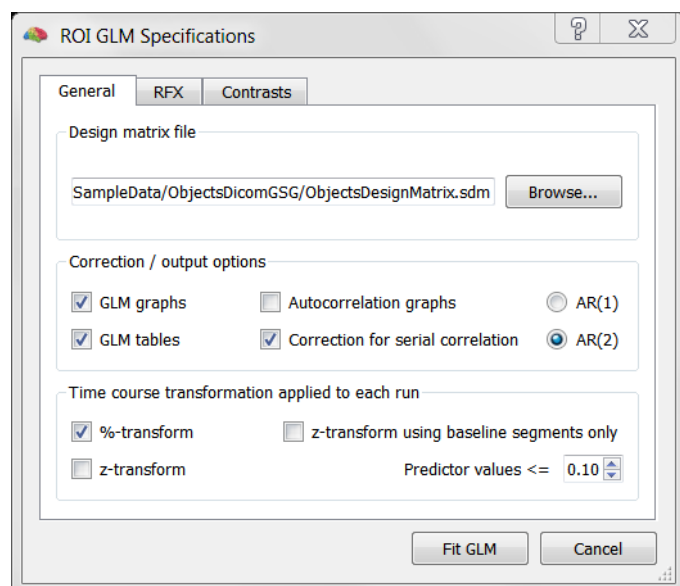 ROI GLM Specifications
General RFX Contrasts
Design matrix file
SampleData/ObjectsDicomGSG/ObjectsDesignMatrix.sdm Browse...
Correction / output options
GLM graphs Autocorrelation graphs AR(1)
GLM tables Correction for serial correlation AR(2)
Time course transformation applied to each run
%-transform z-transform using baseline segments only
z-transform Predictor values <= 0.10
Fit GLM Cancel